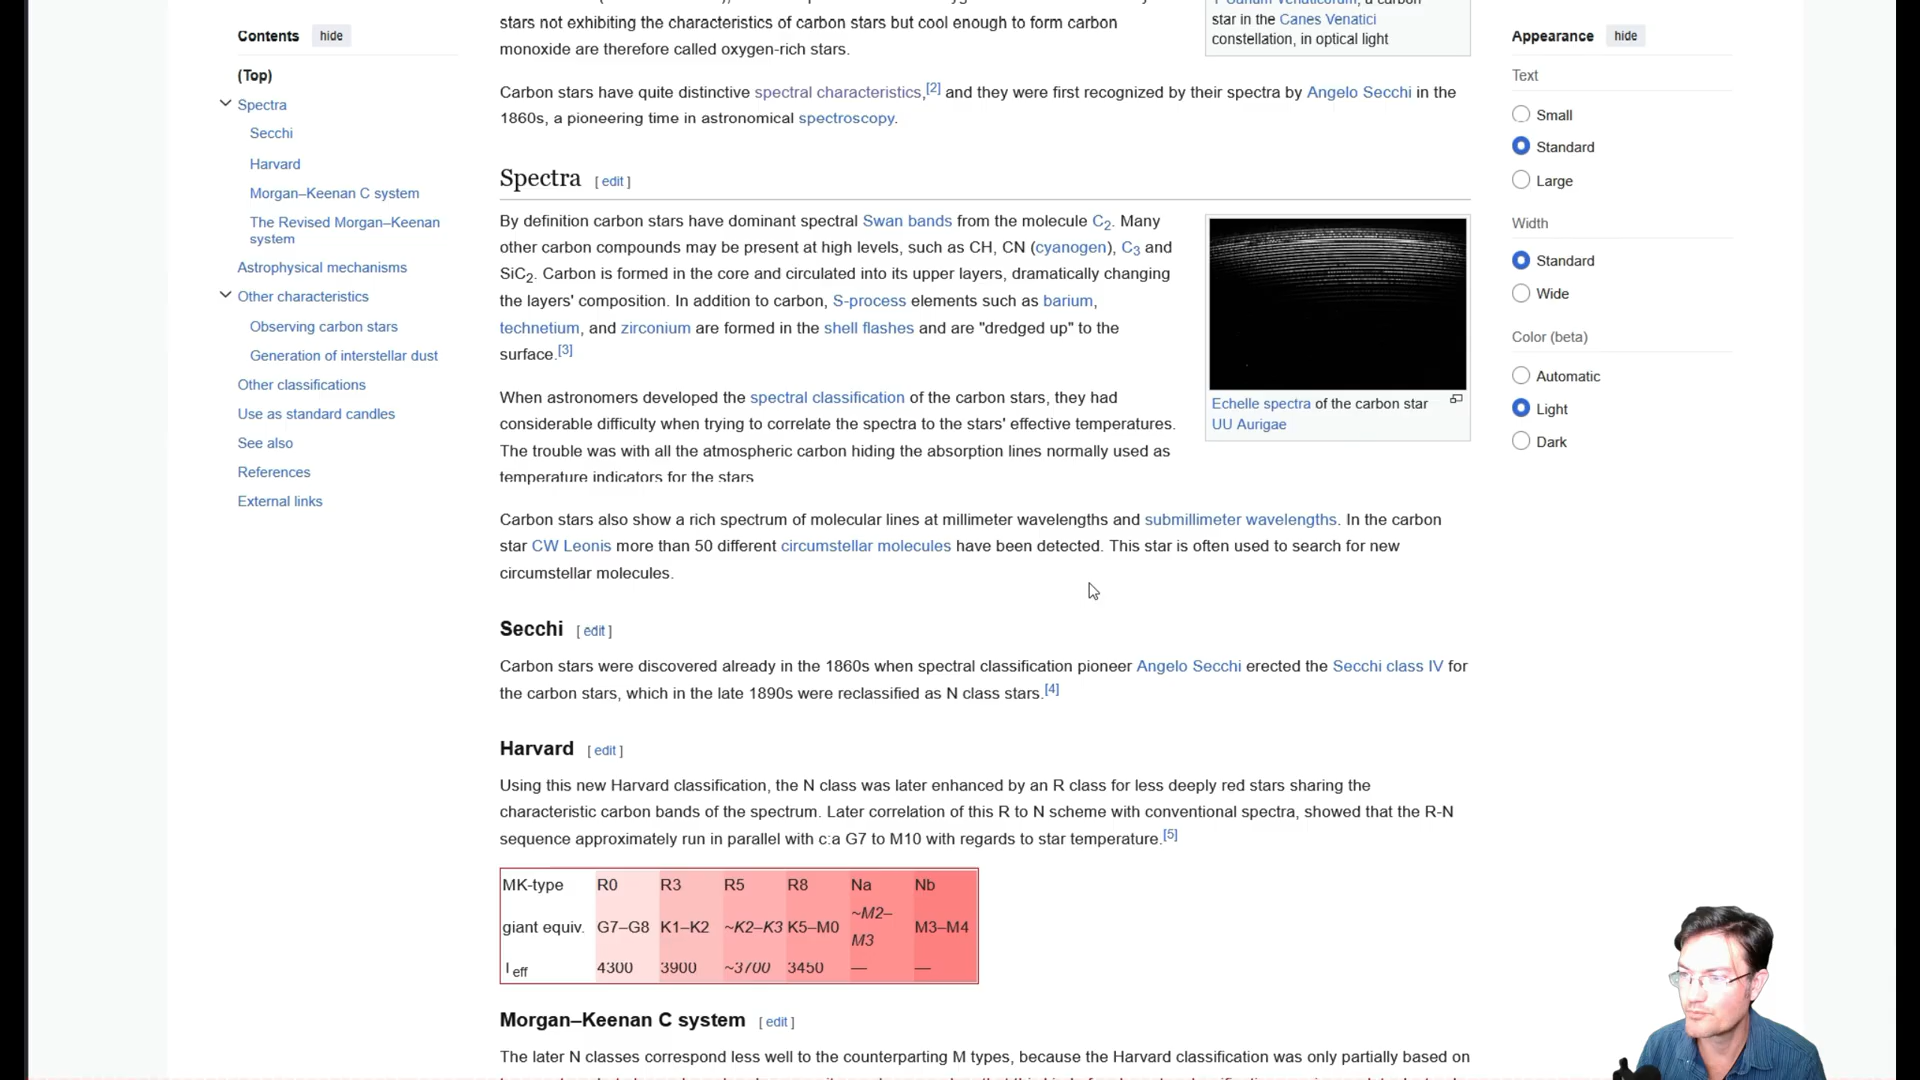 Contents hide
(Top)
Spectra
Secchi
Harvard
Morgan–Keenan C system
The Revised Morgan–Keenan
system
Astrophysical mechanisms
Other characteristics
Observing carbon stars
Generation of interstellar dust
Other classifications
Use as standard candles
See also
References
External links
stars not exhibiting the characteristics of carbon stars but cool enough to form carbon
monoxide are therefore called oxygen-rich stars.
star in the Canes Venatici
constellation, in optical light
Carbon stars have quite distinctive spectral characteristics,[2] and they were first recognized by their spectra by Angelo Secchi in the
1860s, a pioneering time in astronomical spectroscopy.
Spectra [ edit ]
By definition carbon stars have dominant spectral Swan bands from the molecule C2. Many
other carbon compounds may be present at high levels, such as CH, CN (cyanogen), C3 and
SiC2. Carbon is formed in the core and circulated into its upper layers, dramatically changing
the layers' composition. In addition to carbon, S-process elements such as barium,
technetium, and zirconium are formed in the shell flashes and are "dredged up" to the
surface.[3]
Echelle spectra of the carbon star
UU Aurigae
When astronomers developed the spectral classification of the carbon stars, they had
considerable difficulty when trying to correlate the spectra to the stars' effective temperatures.
The trouble was with all the atmospheric carbon hiding the absorption lines normally used as
temperature indicators for the stars
Carbon stars also show a rich spectrum of molecular lines at millimeter wavelengths and submillimeter wavelengths. In the carbon
star CW Leonis more than 50 different circumstellar molecules have been detected. This star is often used to search for new
circumstellar molecules.
Secchi [ edit ]
Carbon stars were discovered already in the 1860s when spectral classification pioneer Angelo Secchi erected the Secchi class IV for
the carbon stars, which in the late 1890s were reclassified as N class stars.[4]
Harvard [ edit ]
Using this new Harvard classification, the N class was later enhanced by an R class for less deeply red stars sharing the
characteristic carbon bands of the spectrum. Later correlation of this R to N scheme with conventional spectra, showed that the R-N
sequence approximately run in parallel with c:a G7 to M10 with regards to star temperature.[5]
MK-type R0 R3 R5 R8 Na Nb
giant equiv. G7–G8 K1–K2 ~K2–K3 K5–M0 ~M2–M3 M3–M4
Teff 4300 3900 ~3700 3450 — —
Morgan–Keenan C system [ edit ]
The later N classes correspond less well to the counterparting M types, because the Harvard classification was only partially based on
Appearance hide
Text
Small
Standard
Large
Width
Standard
Wide
Color (beta)
Automatic
Light
Dark